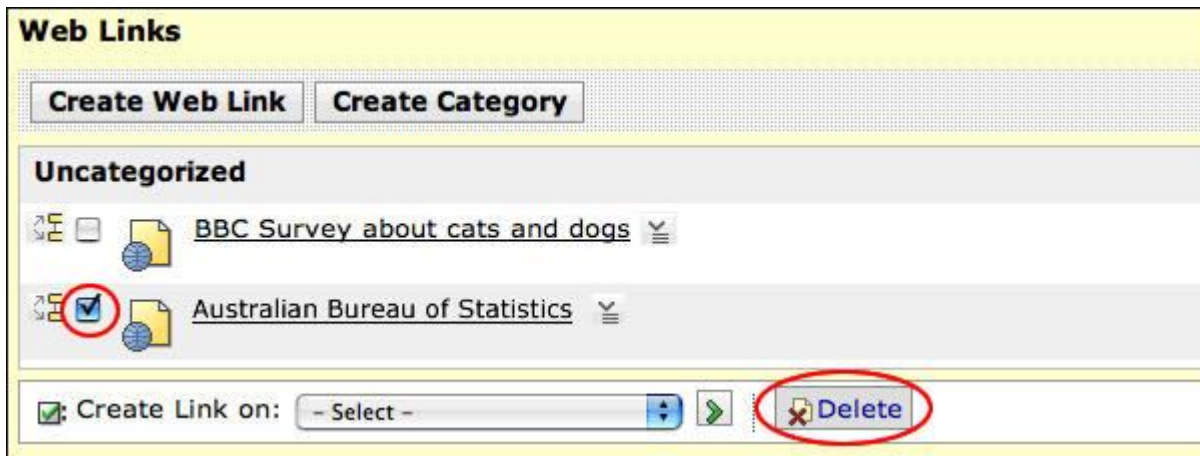 Web Links
Create Web Link Create Category
Uncategorized
BBC Survey about cats and dogs
Australian Bureau of Statistics
: Create Link on: - Select - Delete